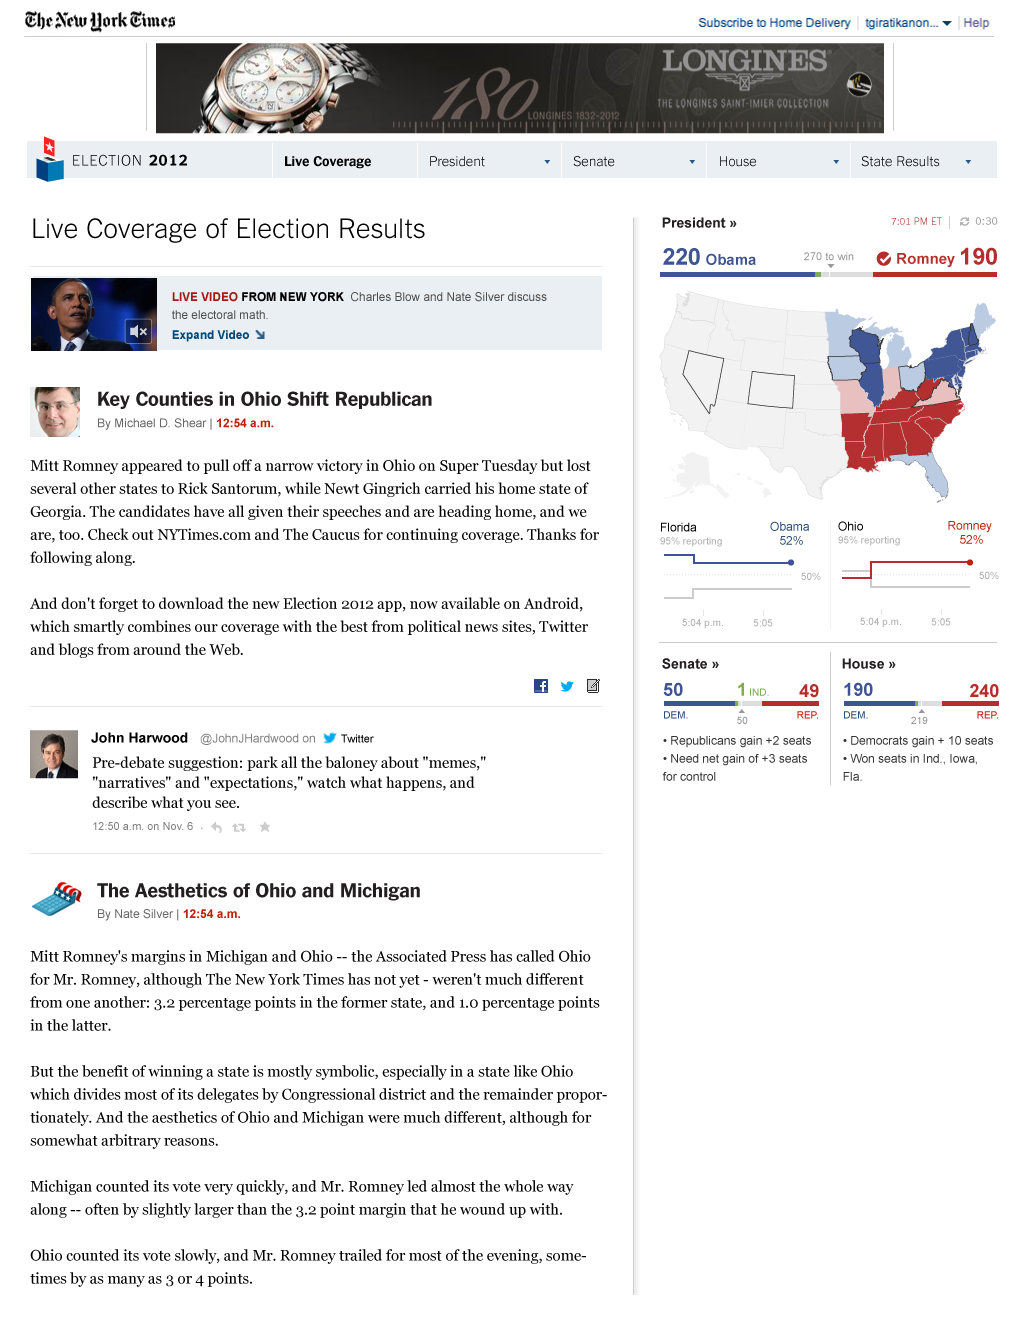 The New York Times
Subscribe to Home Delivery
tgiratikanon...
Help
LONGINES
180
LONGINES 1832-2012
THE LONGINES SAINT-IMIER COLLECTION
ELECTION 2012
Live Coverage
President
Senate
House
State Results
Live Coverage of Election Results
LIVE VIDEO FROM NEW YORK Charles Blow and Nate Silver discuss
the electoral math.
Expand Video
Key Counties in Ohio Shift Republican
By Michael D. Shear | 12:54 a.m.
Mitt Romney appeared to pull off a narrow victory in Ohio on Super Tuesday but lost
several other states to Rick Santorum, while Newt Gingrich carried his home state of
Georgia. The candidates have all given their speeches and are heading home, and we
are, too. Check out NYTimes.com and The Caucus for continuing coverage. Thanks for
following along.
And don't forget to download the new Election 2012 app, now available on Android,
which smartly combines our coverage with the best from political news sites, Twitter
and blogs from around the Web.
John Harwood @JohnJHardwood on Twitter
Pre-debate suggestion: park all the baloney about "memes,"
"narratives" and "expectations," watch what happens, and
describe what you see.
12:50 a.m. on Nov. 6
The Aesthetics of Ohio and Michigan
By Nate Silver | 12:54 a.m.
Mitt Romney's margins in Michigan and Ohio -- the Associated Press has called Ohio
for Mr. Romney, although The New York Times has not yet - weren't much different
from one another: 3.2 percentage points in the former state, and 1.0 percentage points
in the latter.
But the benefit of winning a state is mostly symbolic, especially in a state like Ohio
which divides most of its delegates by Congressional district and the remainder propor-
tionately. And the aesthetics of Ohio and Michigan were much different, although for
somewhat arbitrary reasons.
Michigan counted its vote very quickly, and Mr. Romney led almost the whole way
along -- often by slightly larger than the 3.2 point margin that he wound up with.
Ohio counted its vote slowly, and Mr. Romney trailed for most of the evening, some-
times by as many as 3 or 4 points.
President »
7:01 PM ET
0:30
220 Obama
270 to win
Romney 190
Florida
95% reporting
Obama
52%
50%
5:04 p.m.
5:05
Ohio
95% reporting
Romney
52%
50%
5:04 p.m.
5:05
Senate »
50
1 IND.
49
DEM.
50
REP.
• Republicans gain +2 seats
• Need net gain of +3 seats
for control
House »
190
240
DEM.
219
REP.
• Democrats gain + 10 seats
• Won seats in Ind., Iowa,
Fla.